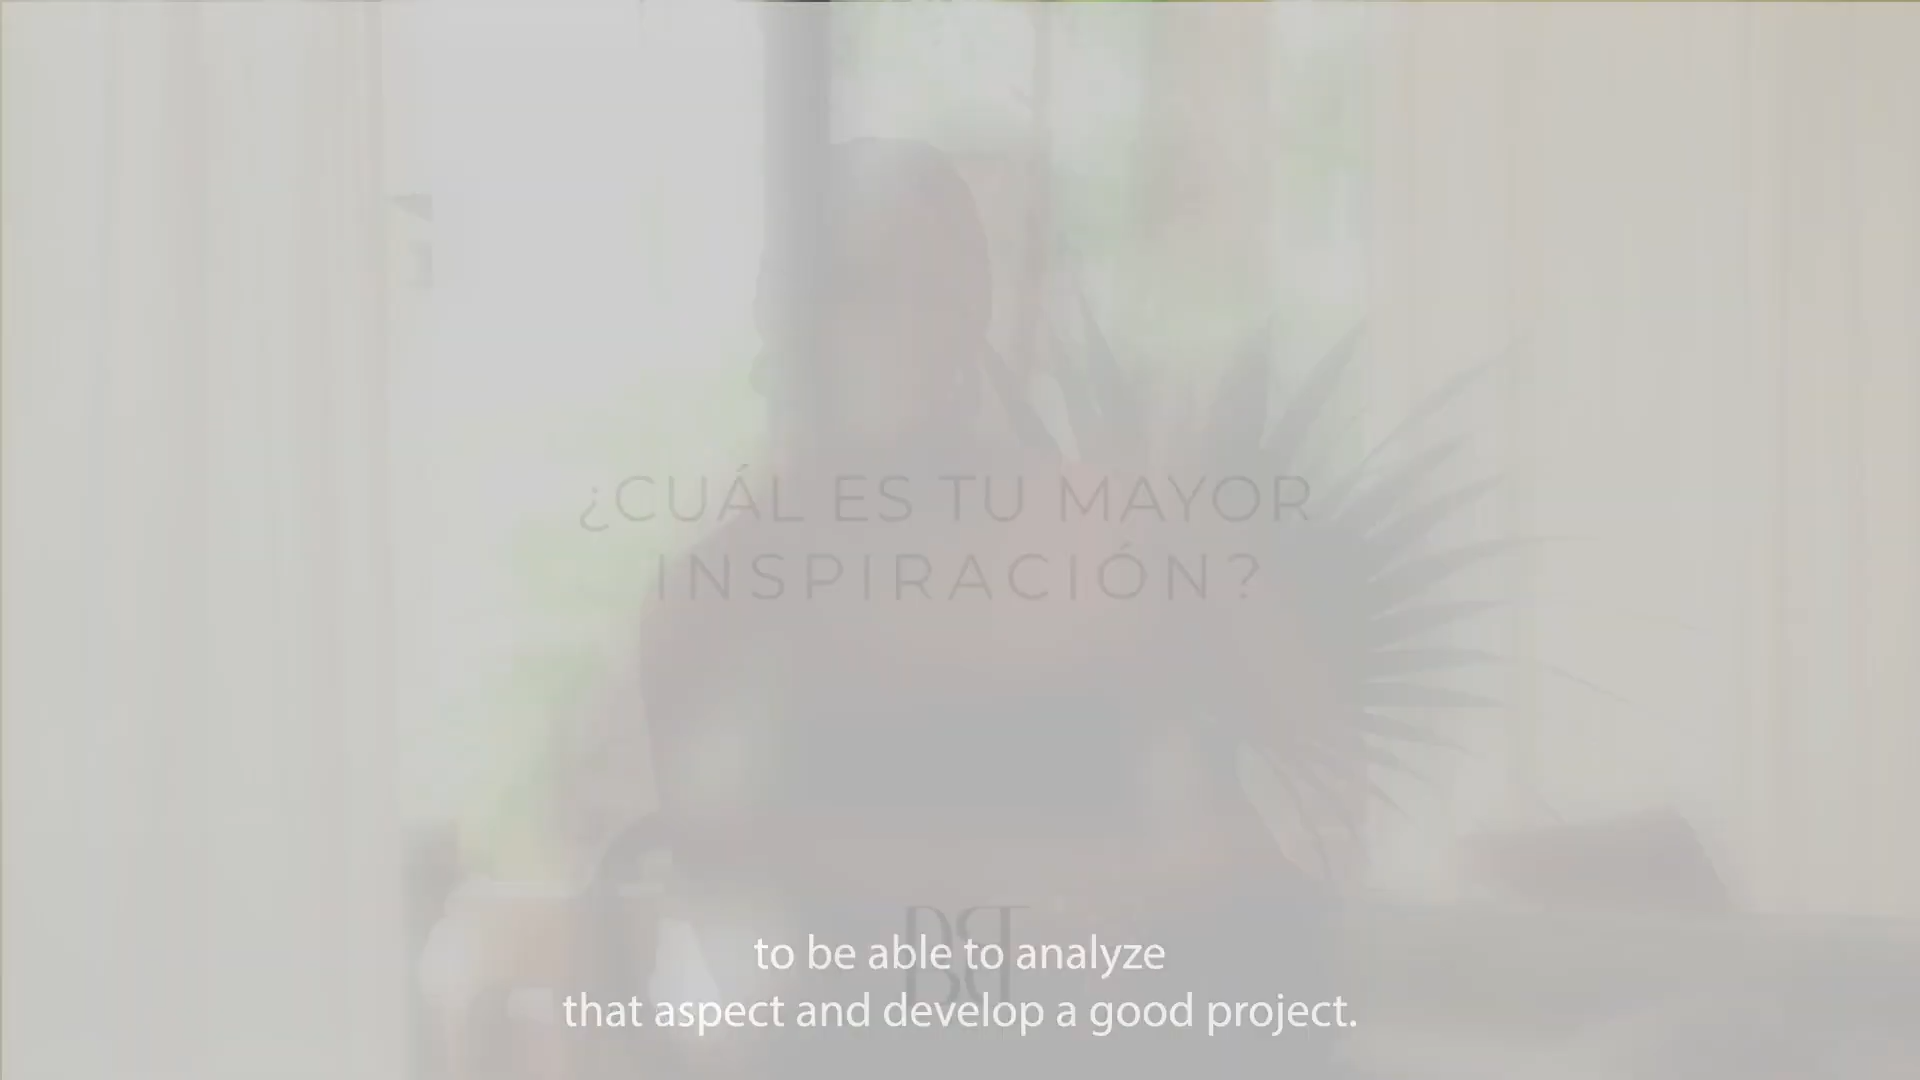 ¿CUÁL ES TU MAYOR
INSPIRACIÓN?
to be able to analyze
that aspect and develop a good project.